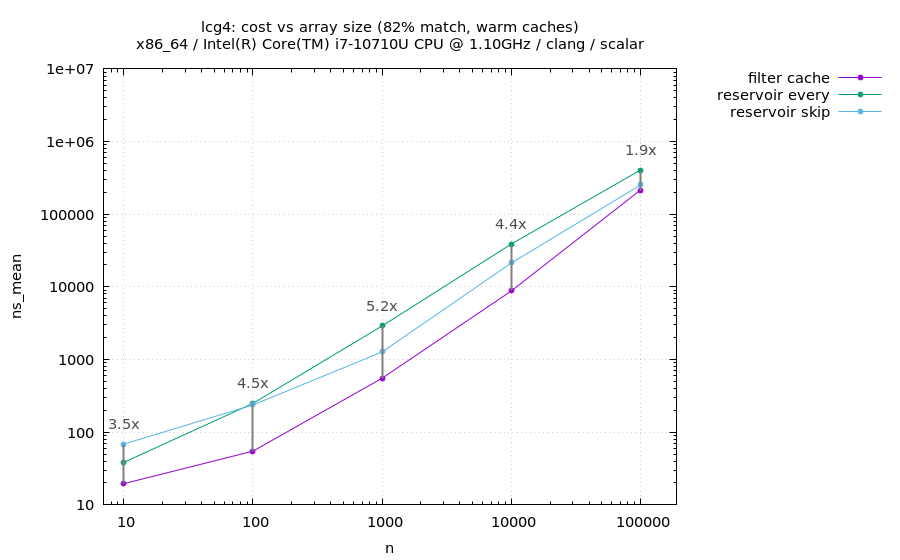 lcg4: cost vs array size (82% match, warm caches)
x86_64 / Intel(R) Core(TM) i7-10710U CPU @ 1.10GHz / clang / scalar
filter cache
reservoir every
reservoir skip
1e+07
1e+06
100000
10000
1000
100
10
ns_mean
3.5x
4.5x
5.2x
4.4x
1.9x
10
100
1000
10000
100000
n